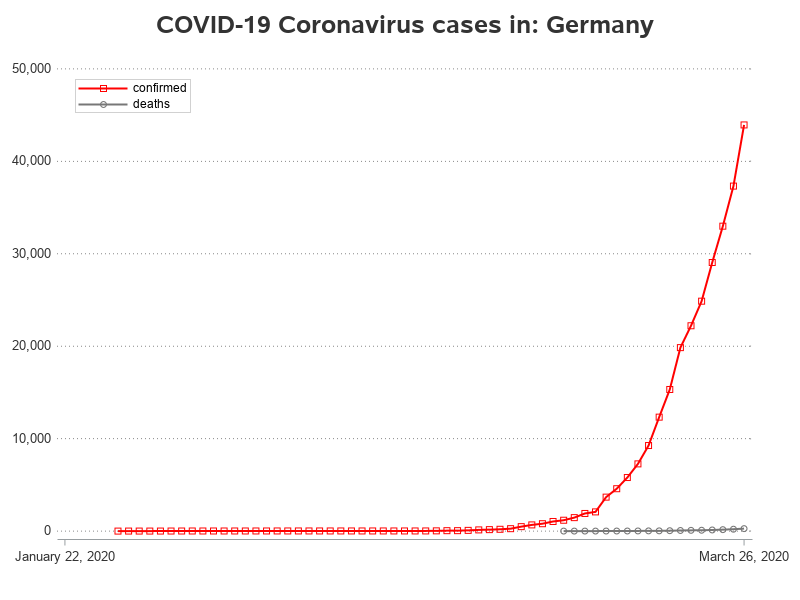 COVID-19 Coronavirus cases in: Germany
50,000
confirmed
deaths
40,000
30,000
20,000
10,000
0
January 22, 2020 March 26, 2020